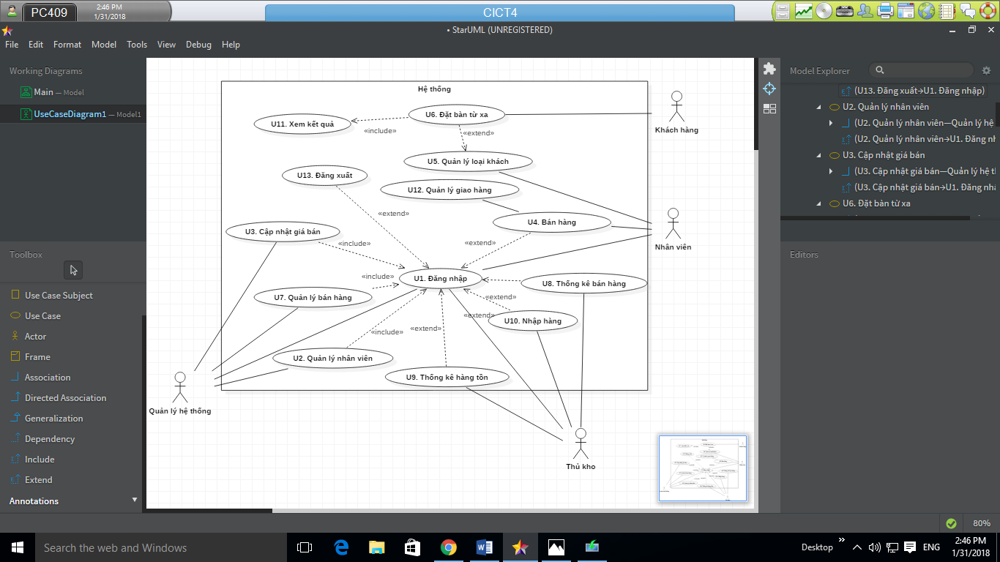 PC409
2:46 PM
1/31/2018
CICT4
• StarUML (UNREGISTERED)
File Edit Format Model Tools View Debug Help
Working Diagrams
Main — Model
UseCaseDiagram1 — Model1
Toolbox
Use Case Subject
Use Case
Actor
Frame
Association
Directed Association
Generalization
Dependency
Include
Extend
Annotations
Hệ thống
U6. Đặt bàn từ xa
U11. Xem kết quả
«include»
«extend»
Khách hàng
U5. Quản lý loại khách
U13. Đăng xuất
U12. Quản lý giao hàng
«extend»
U4. Bán hàng
U3. Cập nhật giá bán
«include»
«extend»
Nhân viên
«include»
U1. Đăng nhập
U8. Thống kê bán hàng
U7. Quản lý bán hàng
«extend»
«extend»
U10. Nhập hàng
«include»
«extend»
U2. Quản lý nhân viên
U9. Thống kê hàng tồn
Quản lý hệ thống
Thủ kho
Model Explorer
(U13. Đăng xuất→U1. Đăng nhập)
U2. Quản lý nhân viên
(U2. Quản lý nhân viên—Quản lý hệ
(U2. Quản lý nhân viên→U1. Đăng nh
U3. Cập nhật giá bán
(U3. Cập nhật giá bán—Quản lý hệ t
(U3. Cập nhật giá bán→U1. Đăng nhậ
U6. Đặt bàn từ xa
Editors
80%
Search the web and Windows
Desktop
ENG
2:46 PM
1/31/2018